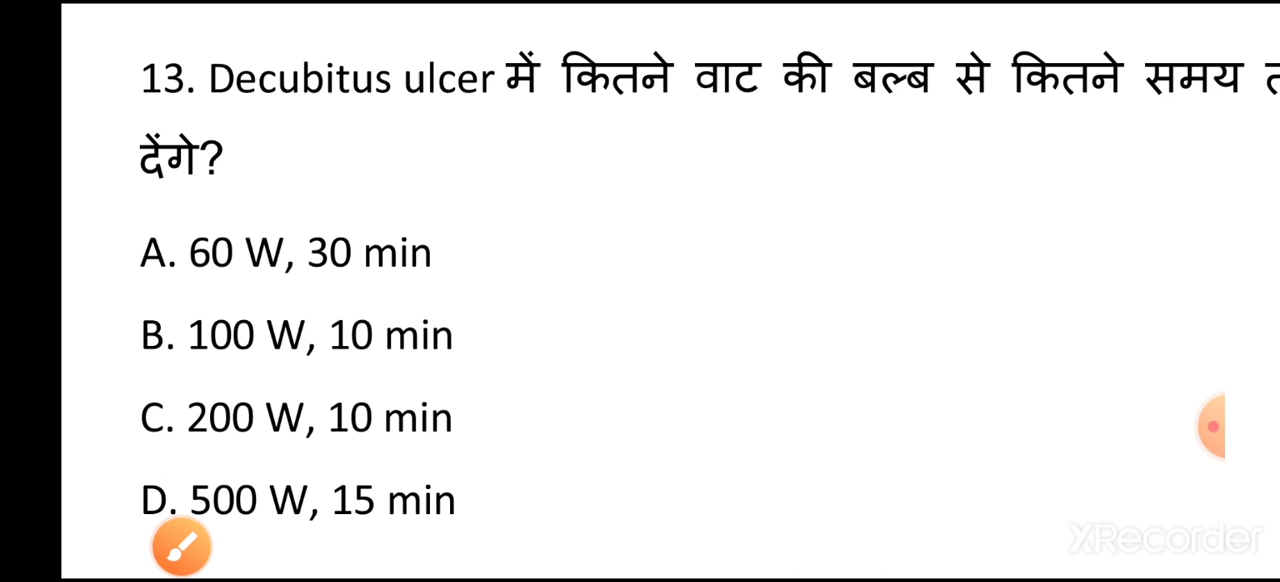 13. Decubitus ulcer में कितने वाट की बल्ब से कितने समय
देंगे?
A. 60 W, 30 min
B. 100 W, 10 min
C. 200 W, 10 min
D. 500 W, 15 min
XRecorder